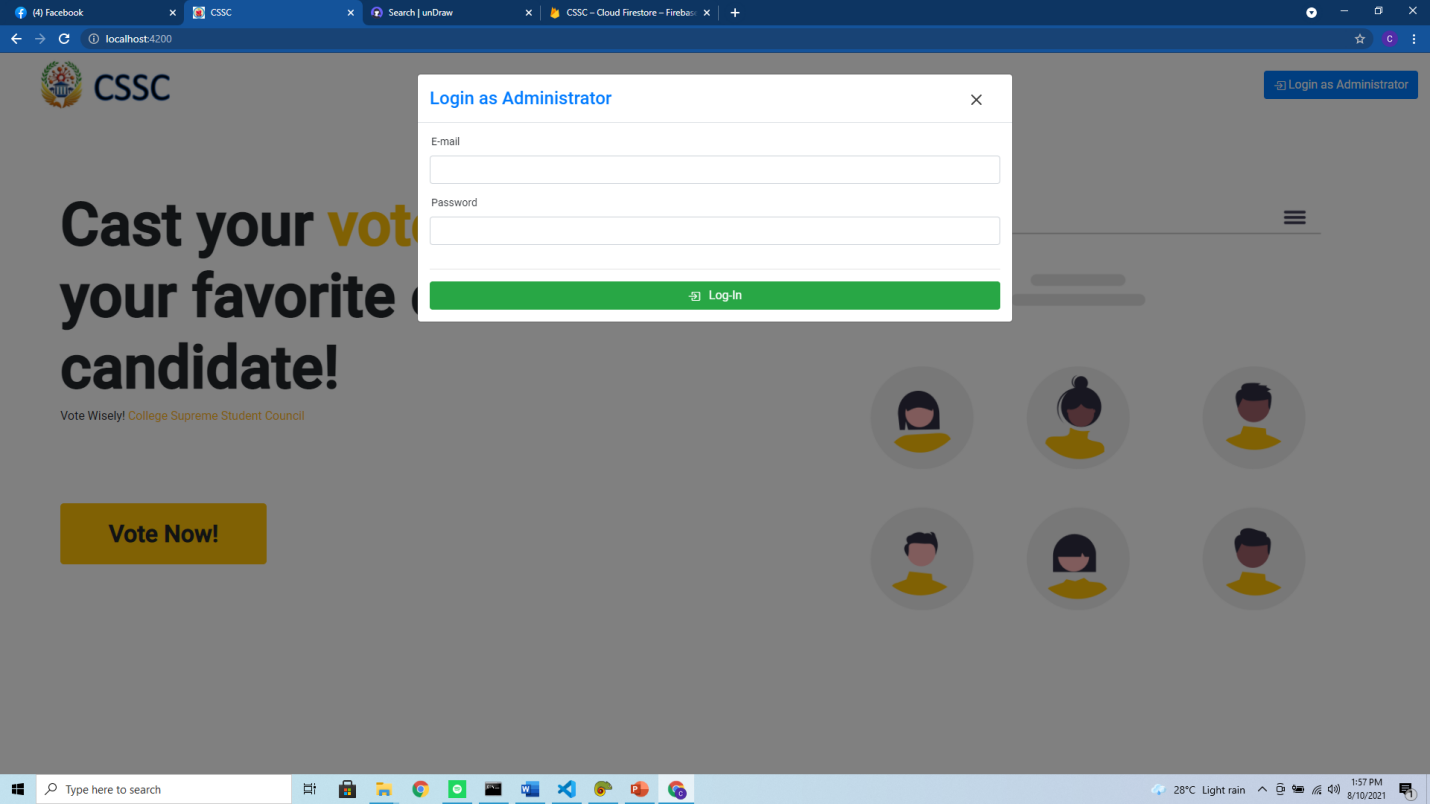 (4) Facebook
CSSC
Search | unDraw
CSSC – Cloud Firestore – Firebase
localhost:4200
CSSC
Login as Administrator
Login as Administrator
E-mail
Password
Log-In
Cast your vote
your favorite
candidate!
Vote Wisely! College Supreme Student Council
Vote Now!
Type here to search
28°C Light rain
1:57 PM
8/10/2021